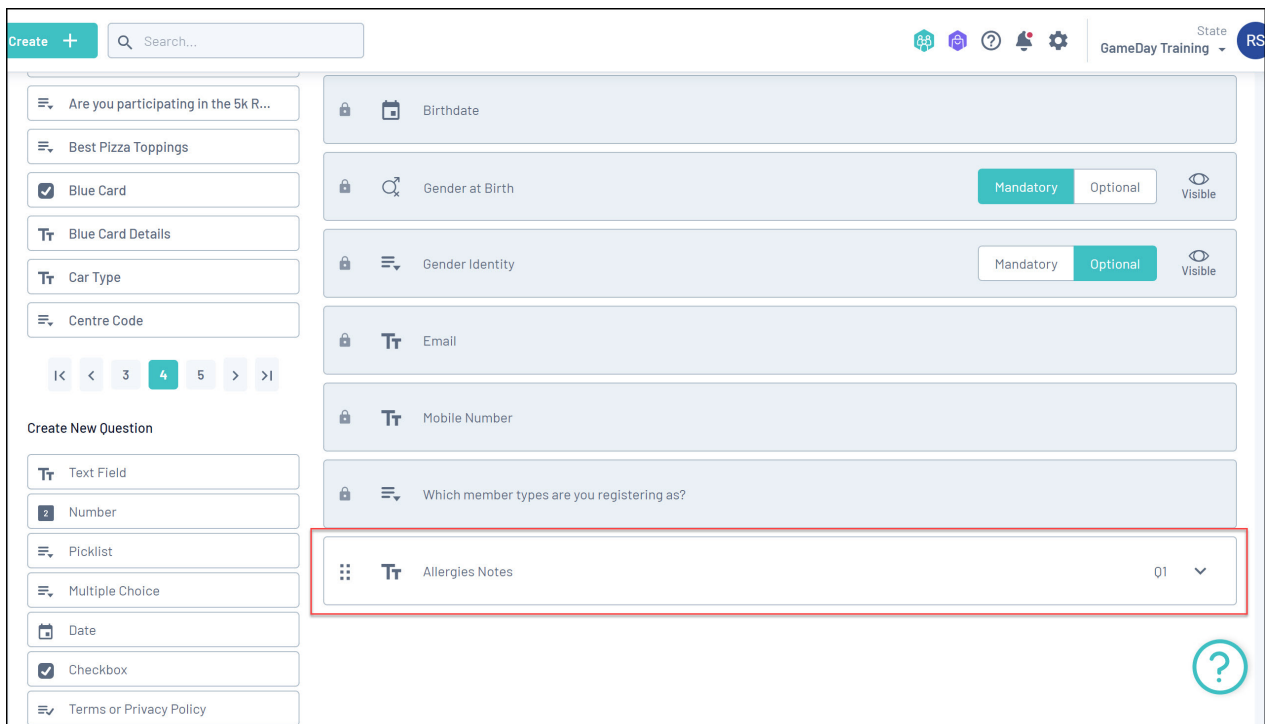 Create +
Search...
State
GameDay Training
RS
Are you participating in the 5k R...
Best Pizza Toppings
Blue Card
Blue Card Details
Car Type
Centre Code
3 4 5
Create New Question
Text Field
2 Number
Picklist
Multiple Choice
Date
Checkbox
Terms or Privacy Policy
Birthdate
Gender at Birth Mandatory Optional Visible
Gender Identity Mandatory Optional Visible
Email
Mobile Number
Which member types are you registering as?
Allergies Notes Q1